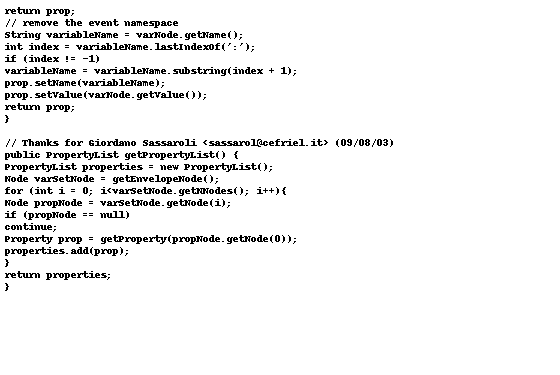 return prop;
// remove the event namespace
String variableName = varNode.getName();
int index = variableName.lastIndexOf(':');
if (index != -1)
variableName = variableName.substring(index + 1);
prop.setName(variableName);
prop.setValue(varNode.getValue());
return prop;
}

// Thanks for Giordano Sassaroli <sassarol@cefriel.it> (09/08/03)
public PropertyList getPropertyList() {
PropertyList properties = new PropertyList();
Node varSetNode = getEnvelopeNode();
for (int i = 0; i<varSetNode.getNNodes(); i++){
Node propNode = varSetNode.getNode(i);
if (propNode == null)
continue;
Property prop = getProperty(propNode.getNode(0));
properties.add(prop);
}
return properties;
}